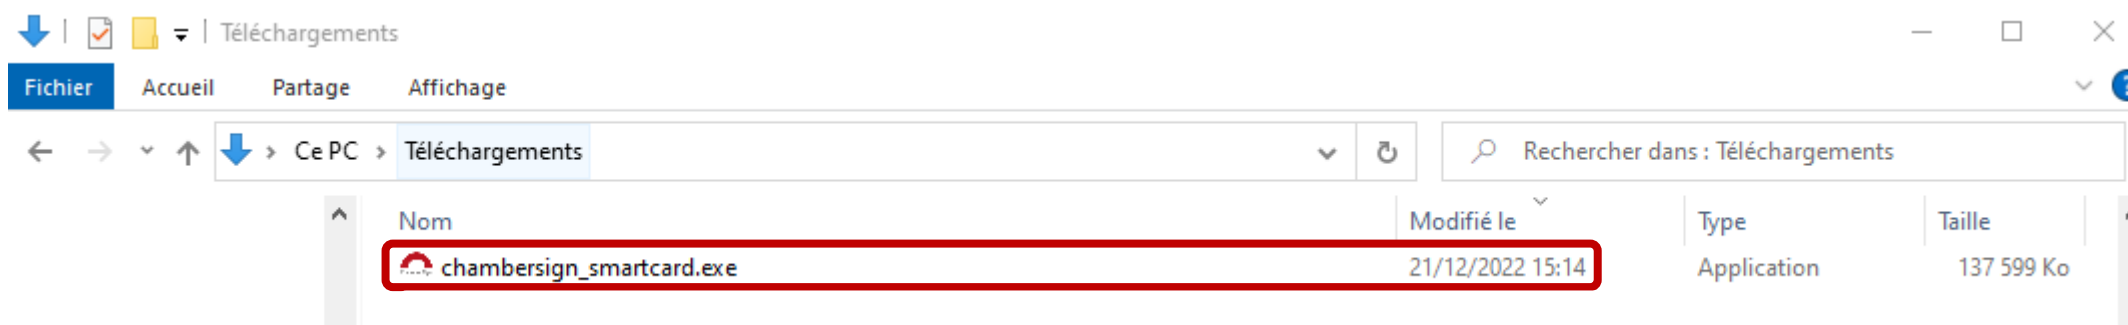 Téléchargements
Fichier Accueil Partage Affichage
Ce PC Téléchargements Rechercher dans : Téléchargements
Nom Modifié le Type Taille
chambersign_smartcard.exe 21/12/2022 15:14 Application 137 599 Ko